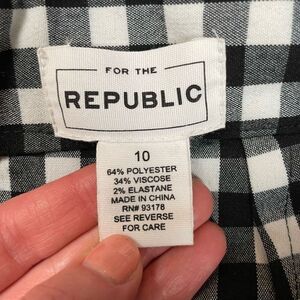 FOR THE
REPUBLIC
10
64% POLYESTER
34% VISCOSE
2% ELASTANE
MADE IN CHINA
RN# 93178
SEE REVERSE
FOR CARE